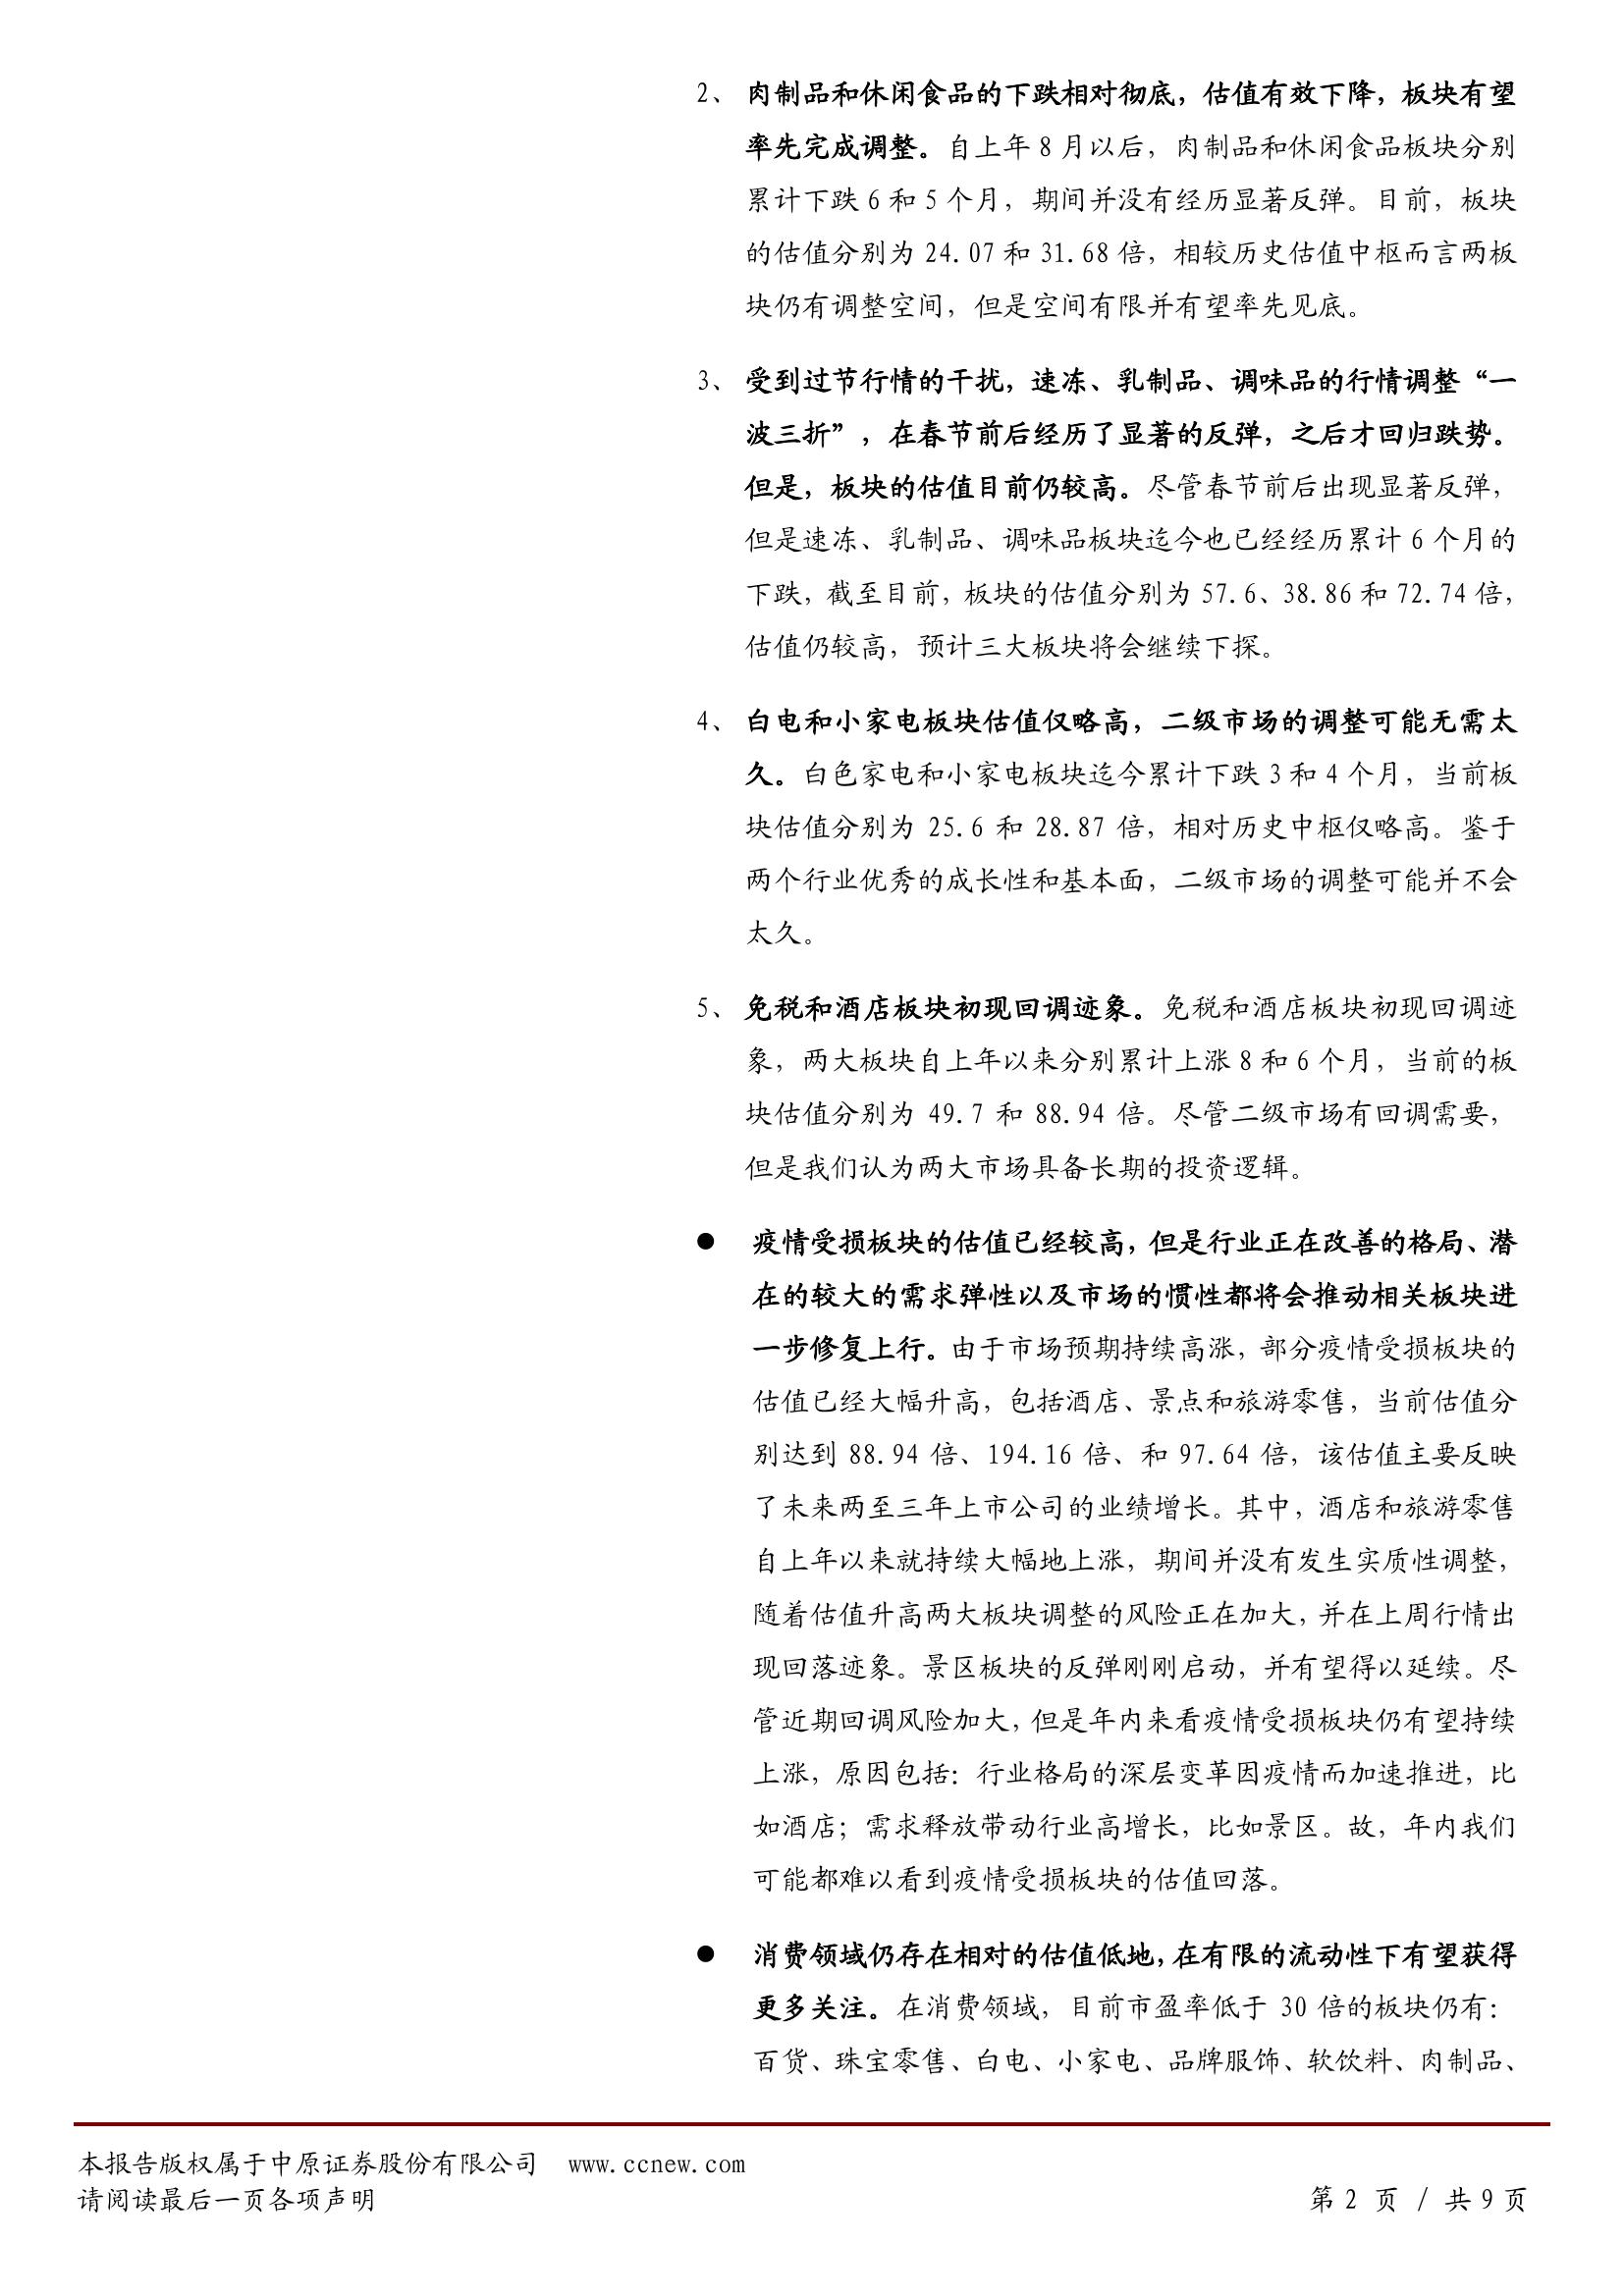 2、 肉制品和休闲食品的下跌相对彻底，估值有效下降，板块有望
率先完成调整。自上年 8 月以后，肉制品和休闲食品板块分别
累计下跌 6 和 5 个月，期间并没有经历显著反弹。目前，板块
的估值分别为 24.07 和 31.68 倍，相较历史估值中枢而言两板
块仍有调整空间，但是空间有限并有望率先见底。
3、 受到过节行情的干扰，速冻、乳制品、调味品的行情调整“一
波三折”，在春节前后经历了显著的反弹，之后才回归跌势。
但是，板块的估值目前仍较高。尽管春节前后出现显著反弹，
但是速冻、乳制品、调味品板块迄今也已经经历累计 6 个月的
下跌，截至目前，板块的估值分别为 57.6、38.86 和 72.74 倍，
估值仍较高，预计三大板块将会继续下探。
4、 白电和小家电板块估值仅略高，二级市场的调整可能无需太
久。白色家电和小家电板块迄今累计下跌 3 和 4 个月，当前板
块估值分别为 25.6 和 28.87 倍，相对历史中枢仅略高。鉴于
两个行业优秀的成长性和基本面，二级市场的调整可能并不会
太久。
5、 免税和酒店板块初现回调迹象。免税和酒店板块初现回调迹
象，两大板块自上年以来分别累计上涨 8 和 6 个月，当前的板
块估值分别为 49.7 和 88.94 倍。尽管二级市场有回调需要，
但是我们认为两大市场具备长期的投资逻辑。
● 疫情受损板块的估值已经较高，但是行业正在改善的格局、潜
在的较大的需求弹性以及市场的惯性都将会推动相关板块进
一步修复上行。由于市场预期持续高涨，部分疫情受损板块的
估值已经大幅升高，包括酒店、景点和旅游零售，当前估值分
别达到 88.94 倍、194.16 倍、和 97.64 倍，该估值主要反映
了未来两至三年上市公司的业绩增长。其中，酒店和旅游零售
自上年以来就持续大幅地上涨，期间并没有发生实质性调整，
随着估值升高两大板块调整的风险正在加大，并在上周行情出
现回落迹象。景区板块的反弹刚刚启动，并有望得以延续。尽
管近期回调风险加大，但是年内来看疫情受损板块仍有望持续
上涨，原因包括：行业格局的深层变革因疫情而加速推进，比
如酒店；需求释放带动行业高增长，比如景区。故，年内我们
可能都难以看到疫情受损板块的估值回落。
● 消费领域仍存在相对的估值低地，在有限的流动性下有望获得
更多关注。在消费领域，目前市盈率低于 30 倍的板块仍有：
百货、珠宝零售、白电、小家电、品牌服饰、软饮料、肉制品、
本报告版权属于中原证券股份有限公司 www.ccnew.com
请阅读最后一页各项声明
第 2 页 / 共 9 页